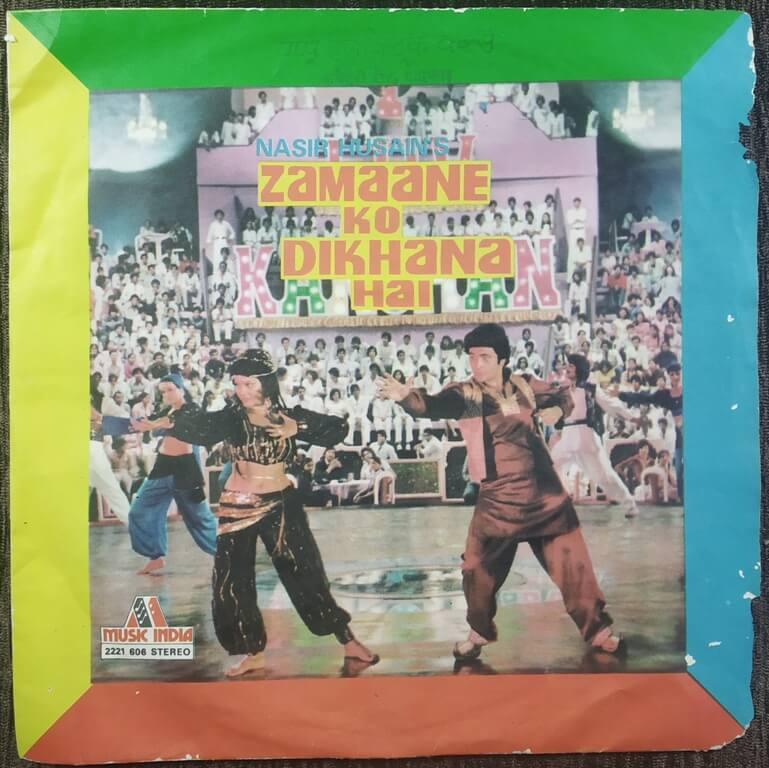 NASIR HUSAIN'S
ZAMAANE
KO
DIKHANA
HAI
MUSIC INDIA
2221 606 STEREO